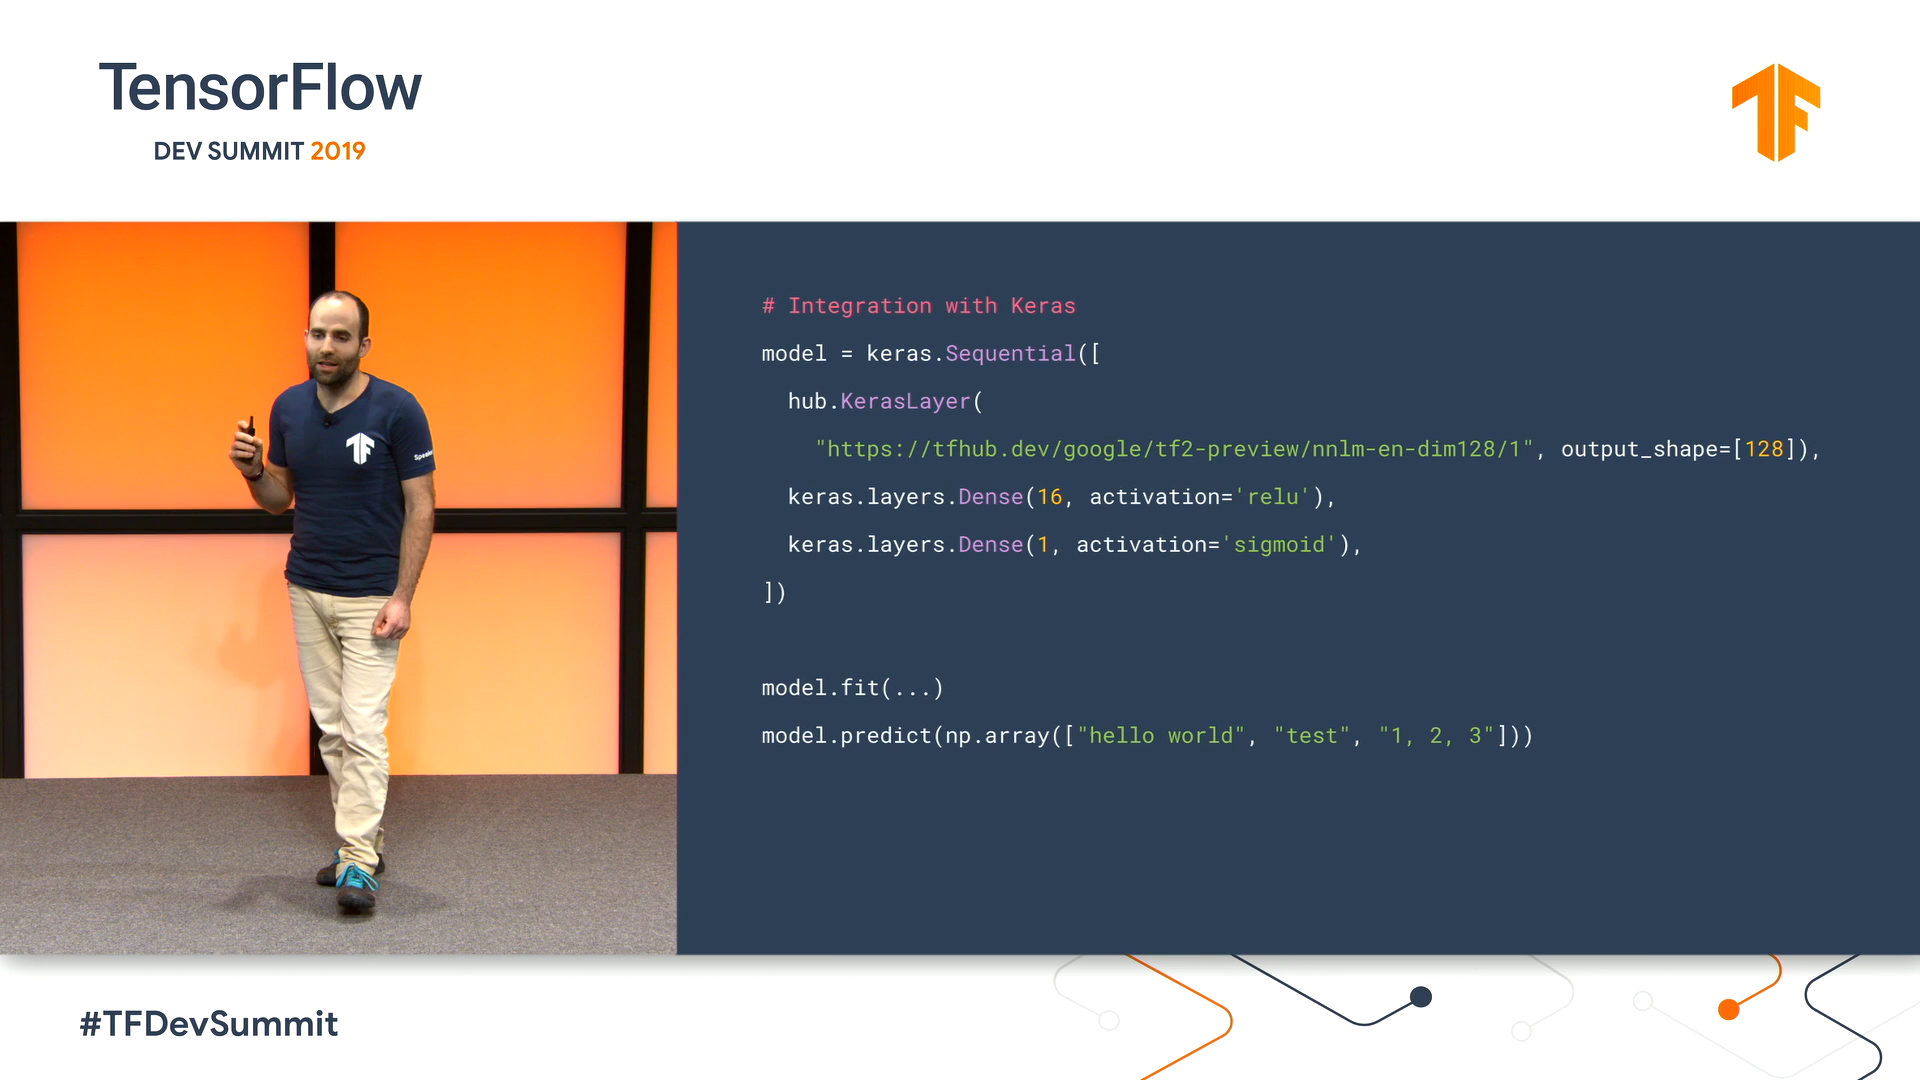 TensorFlow
DEV SUMMIT 2019
TF
TF
# Integration with Keras
model = keras.Sequential([
hub.KerasLayer(
"https://tfhub.dev/google/tf2-preview/nnlm-en-dim128/1", output_shape=[128]),
keras.layers.Dense(16, activation='relu'),
keras.layers.Dense(1, activation='sigmoid'),
])
model.fit(...)
model.predict(np.array(["hello world", "test", "1, 2, 3"]))
#TFDevSummit